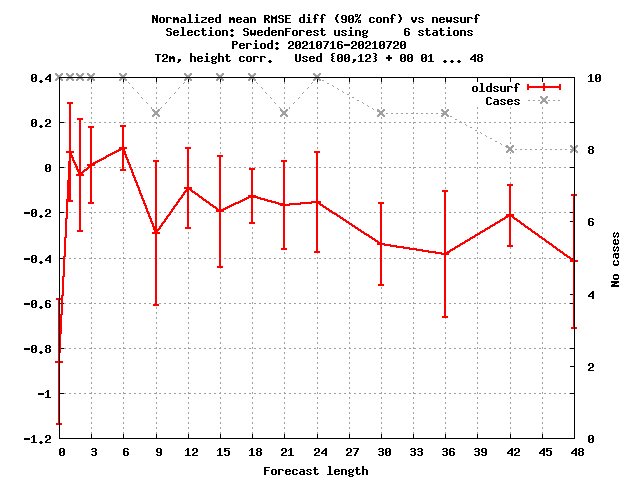 Normalized mean RMSE diff (90% conf) vs newsurf
Selection: SwedenForest using     6 stations
Period: 20210716-20210720
T2m, height corr.   Used {00,12} + 00 01 ... 48
oldsurf
Cases
0.4
0.2
0
-0.2
-0.4
-0.6
-0.8
-1
-1.2
10
8
6
4
2
0
No cases
0 3 6 9 12 15 18 21 24 27 30 33 36 39 42 45 48
Forecast length